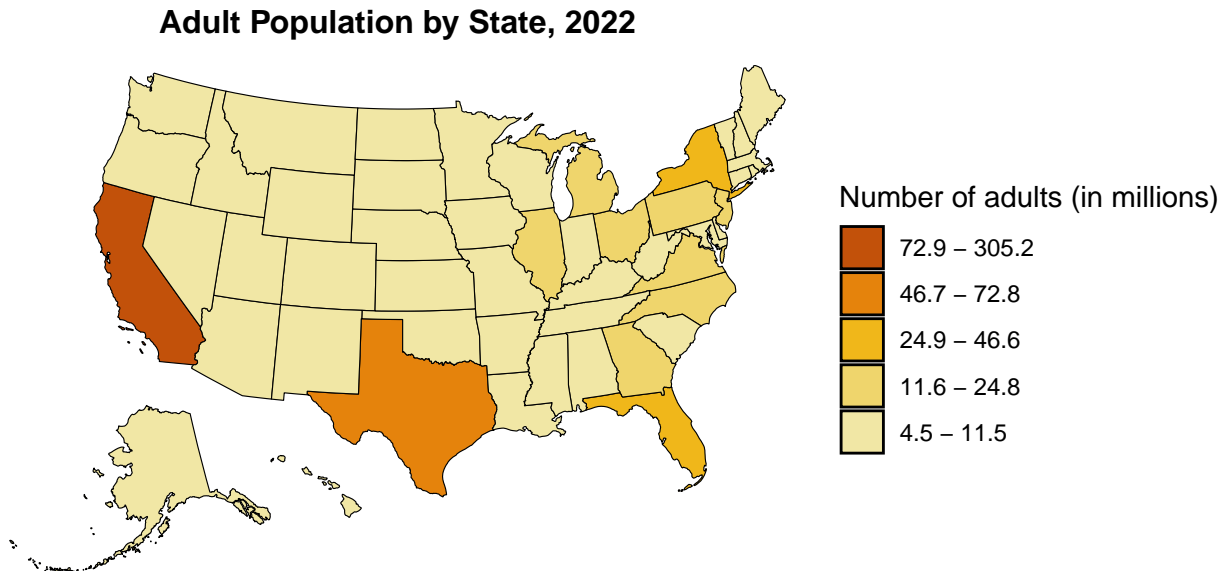 Adult Population by State, 2022
Number of adults (in millions)
72.9 – 305.2
46.7 – 72.8
24.9 – 46.6
11.6 – 24.8
4.5 – 11.5